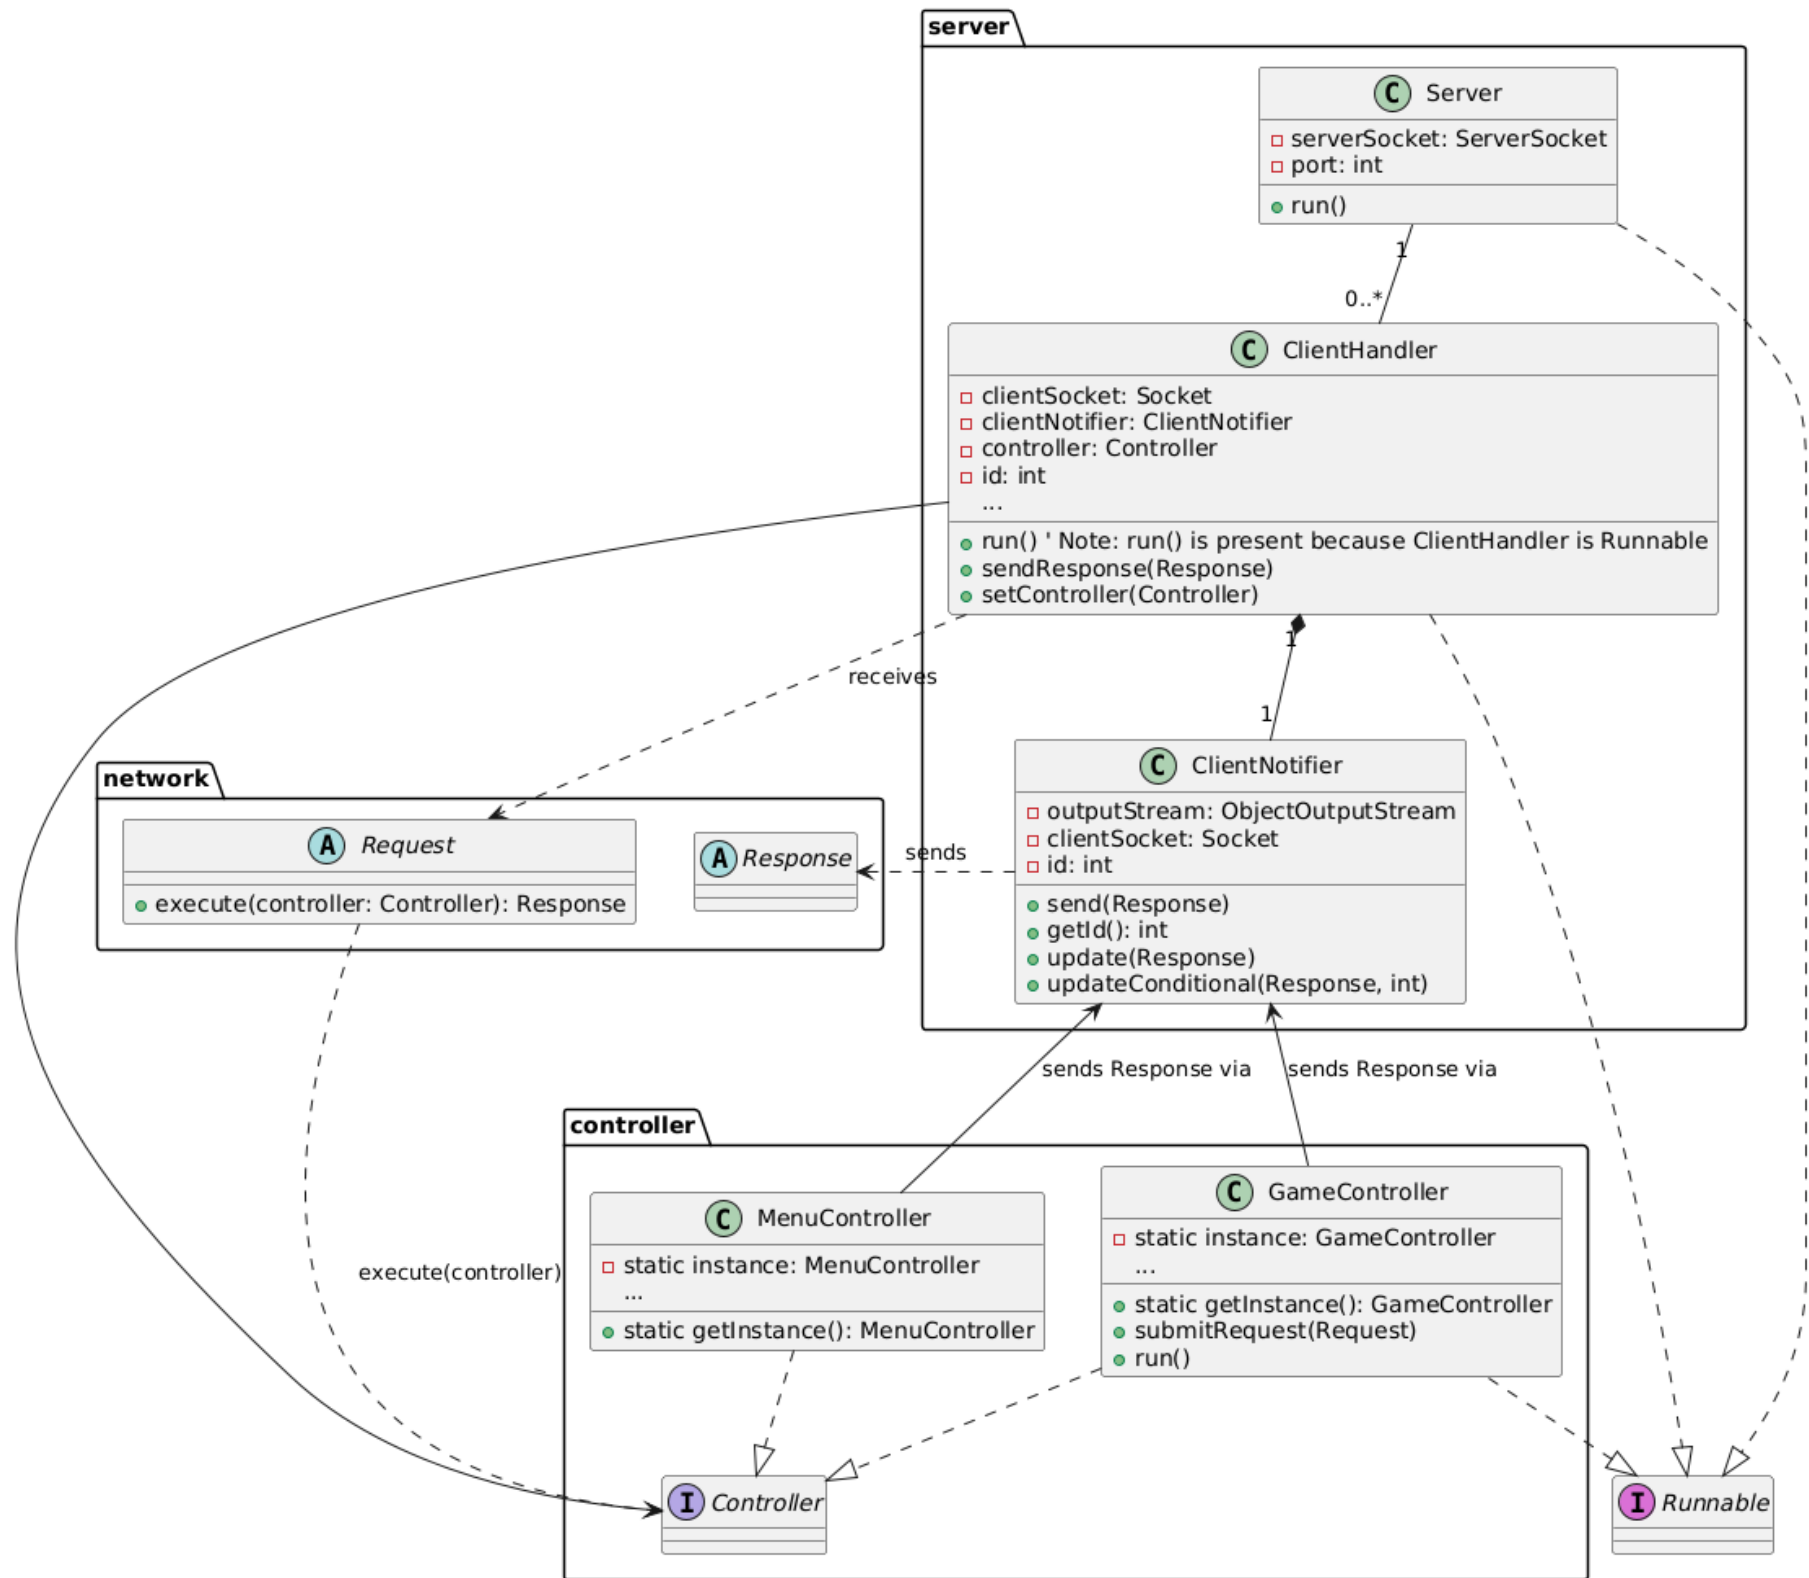 server
C Server
serverSocket: ServerSocket
port: int
run()
1
0..*
C ClientHandler
clientSocket: Socket
clientNotifier: ClientNotifier
controller: Controller
id: int
...
run() ' Note: run() is present because ClientHandler is Runnable
sendResponse(Response)
setController(Controller)
1
receives
1
network
A Request
execute(controller: Controller): Response
A Response
sends
C ClientNotifier
outputStream: ObjectOutputStream
clientSocket: Socket
id: int
send(Response)
getId(): int
update(Response)
updateConditional(Response, int)
sends Response via
sends Response via
controller
C MenuController
static instance: MenuController
...
static getInstance(): MenuController
C GameController
static instance: GameController
...
static getInstance(): GameController
submitRequest(Request)
run()
execute(controller)
I Controller
I Runnable